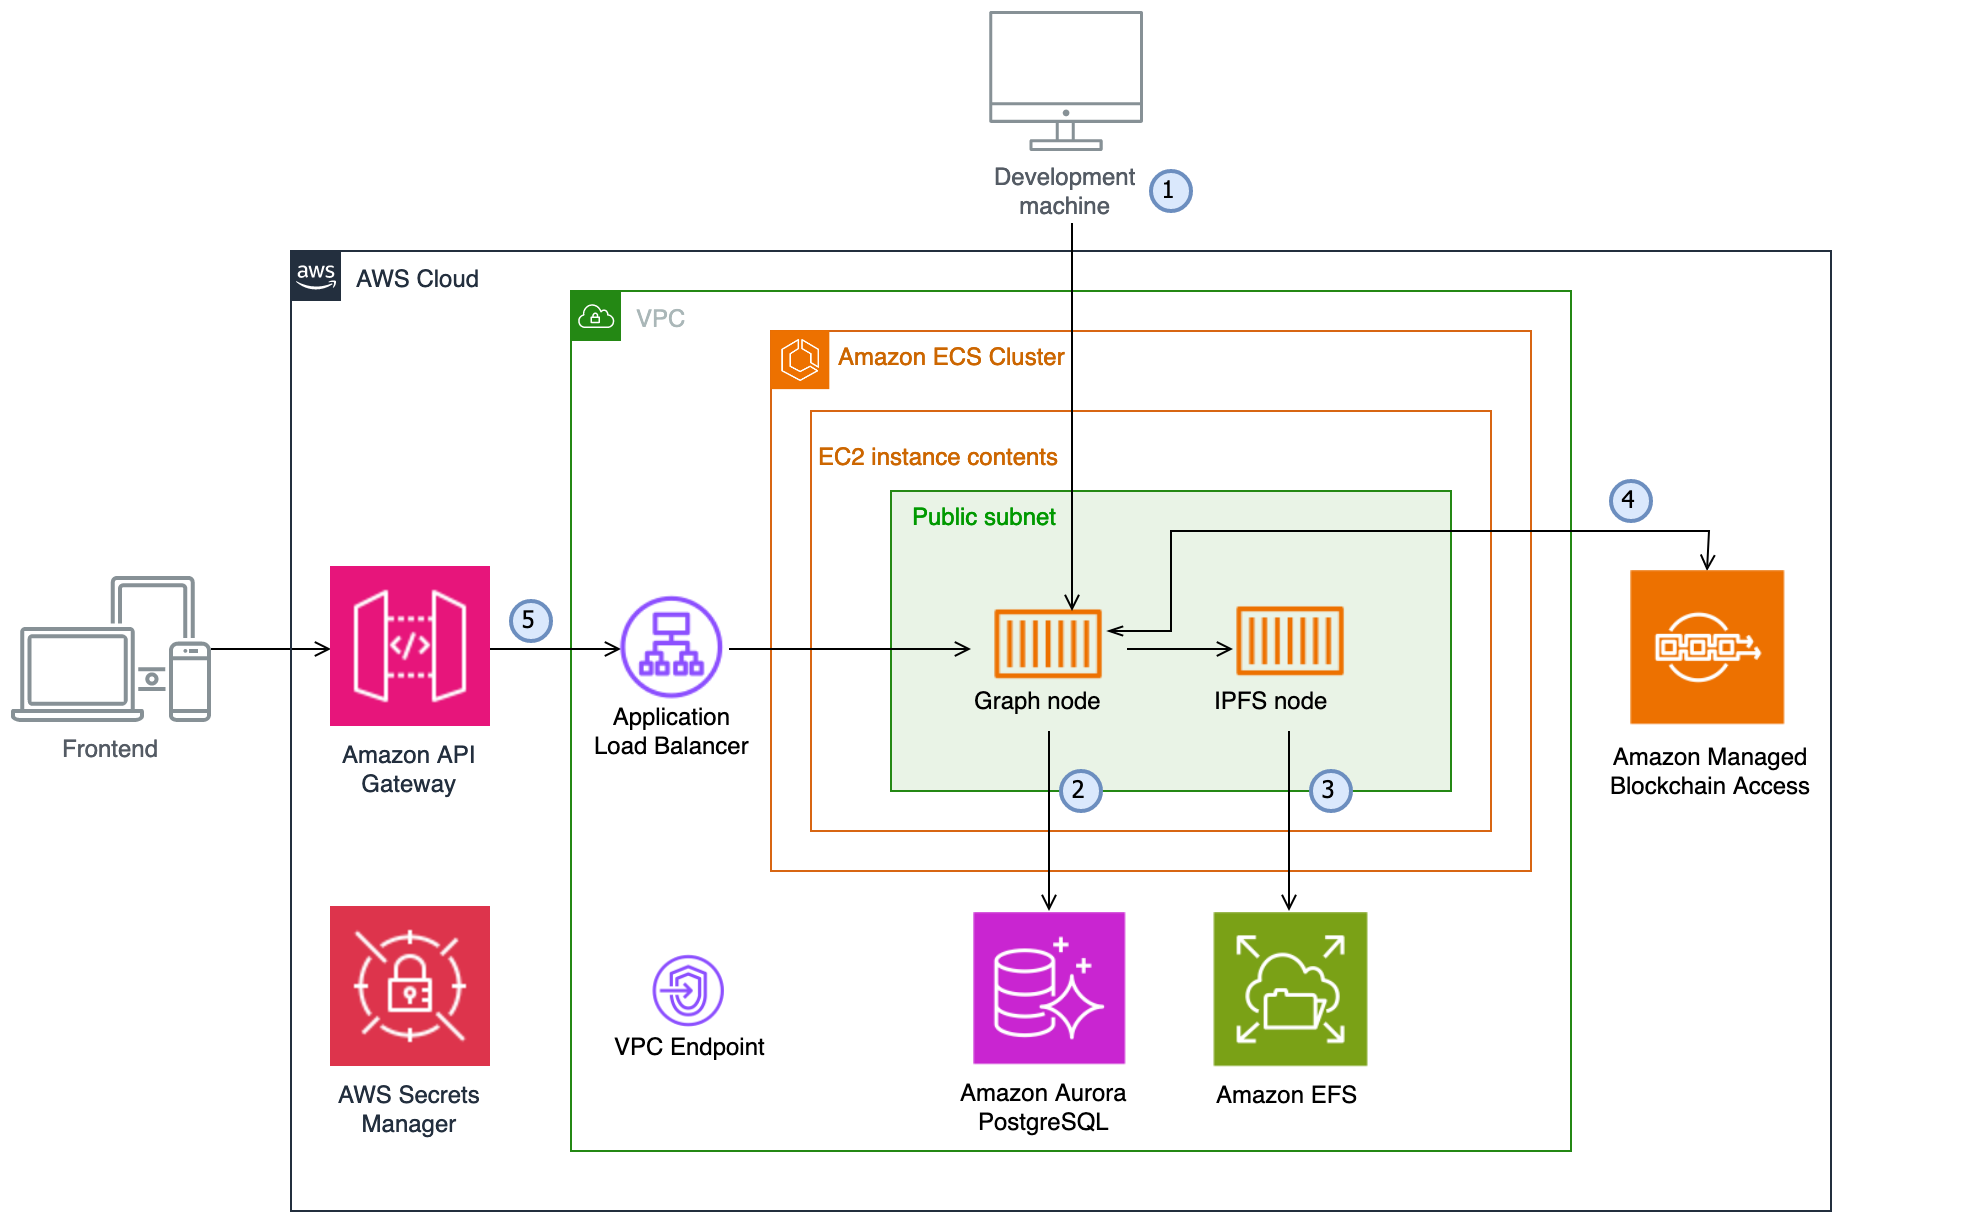 Development
machine
1
aws
AWS Cloud
VPC
Amazon ECS Cluster
EC2 instance contents
Public subnet
4
5
</>
Graph node
IPFS node
Application
Load Balancer
Frontend
Amazon API
Gateway
Amazon Managed
Blockchain Access
2
3
VPC Endpoint
AWS Secrets
Manager
Amazon Aurora
PostgreSQL
Amazon EFS